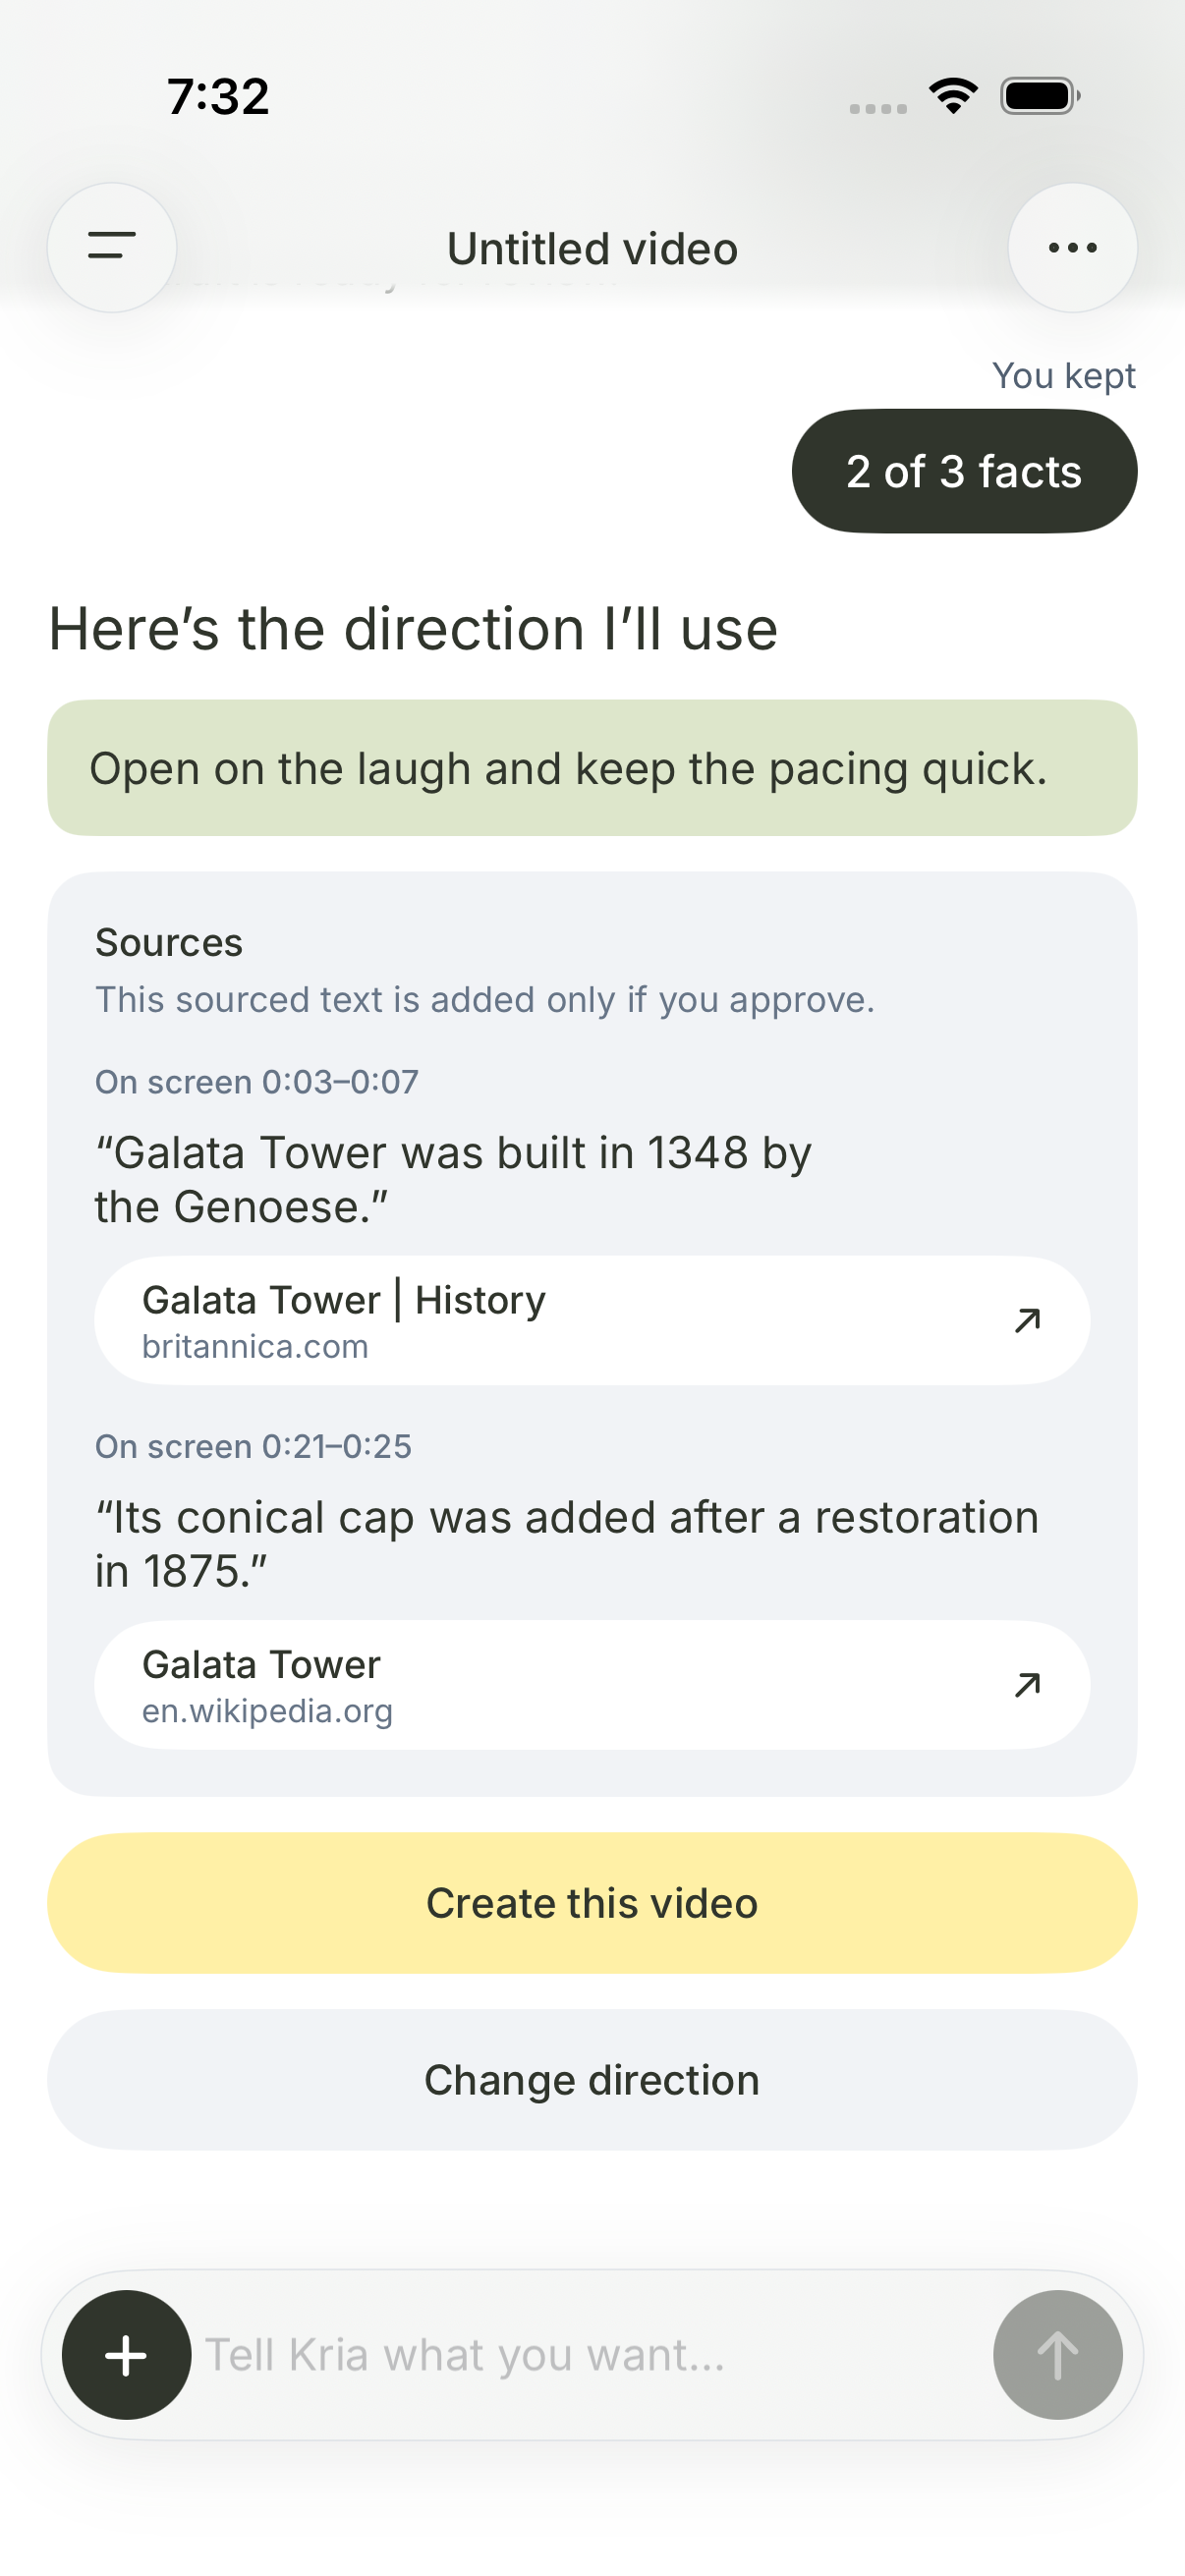 7:32
Untitled video
You kept
2 of 3 facts
Here’s the direction I’ll use
Open on the laugh and keep the pacing quick.
Sources
This sourced text is added only if you approve.
On screen 0:03–0:07
“Galata Tower was built in 1348 by
the Genoese.”
Galata Tower | History
britannica.com
On screen 0:21–0:25
“Its conical cap was added after a restoration
in 1875.”
Galata Tower
en.wikipedia.org
Create this video
Change direction
Tell Kria what you want...